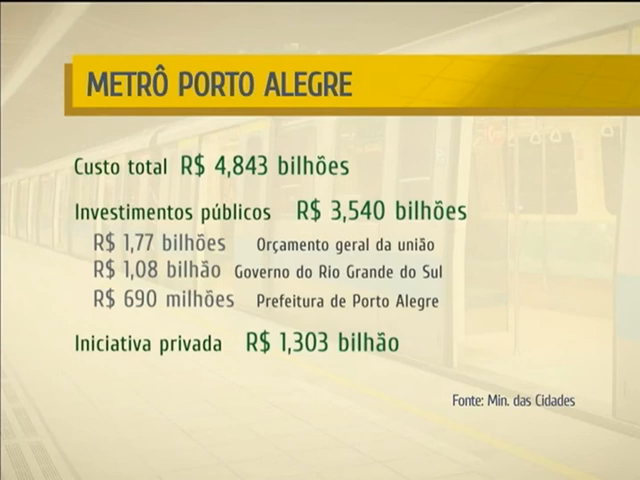 METRÔ PORTO ALEGRE
Custo total R$ 4,843 bilhões
Investimentos públicos R$ 3,540 bilhões
R$ 1,77 bilhões Orçamento geral da união
R$ 1,08 bilhão Governo do Rio Grande do Sul
R$ 690 milhões Prefeitura de Porto Alegre
Iniciativa privada R$ 1,303 bilhão
Fonte: Min. das Cidades